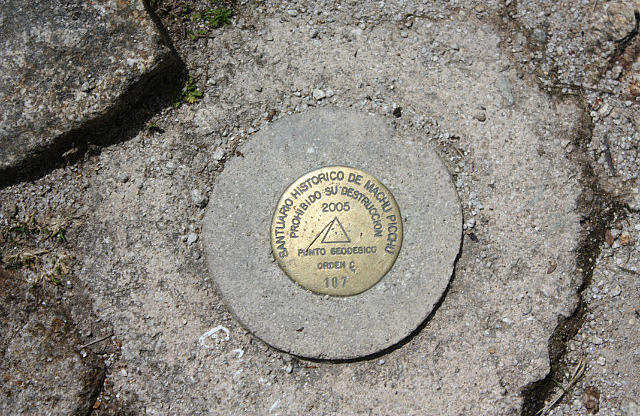 SANTUARIO HISTORICO DE MACHU PICCHU
PROHIBIDO SU DESTRUCCION
2005
PUNTO GEODESICO
ORDEN C
107